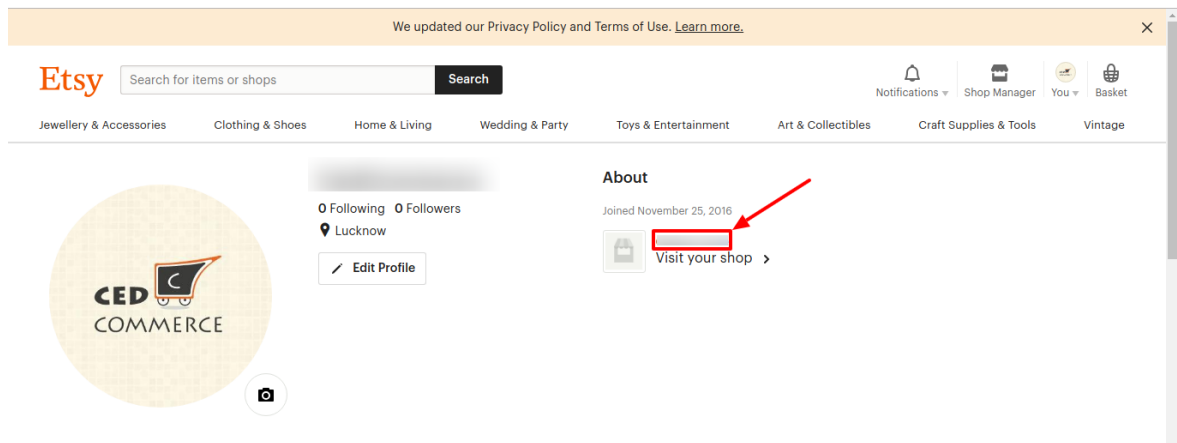 We updated our Privacy Policy and Terms of Use. Learn more.
Etsy
Search for items or shops
Search
Notifications
Shop Manager
You
Basket
Jewellery & Accessories
Clothing & Shoes
Home & Living
Wedding & Party
Toys & Entertainment
Art & Collectibles
Craft Supplies & Tools
Vintage
CED
C
COMMERCE
0 Following 0 Followers
Lucknow
Edit Profile
About
Joined November 25, 2016
Visit your shop